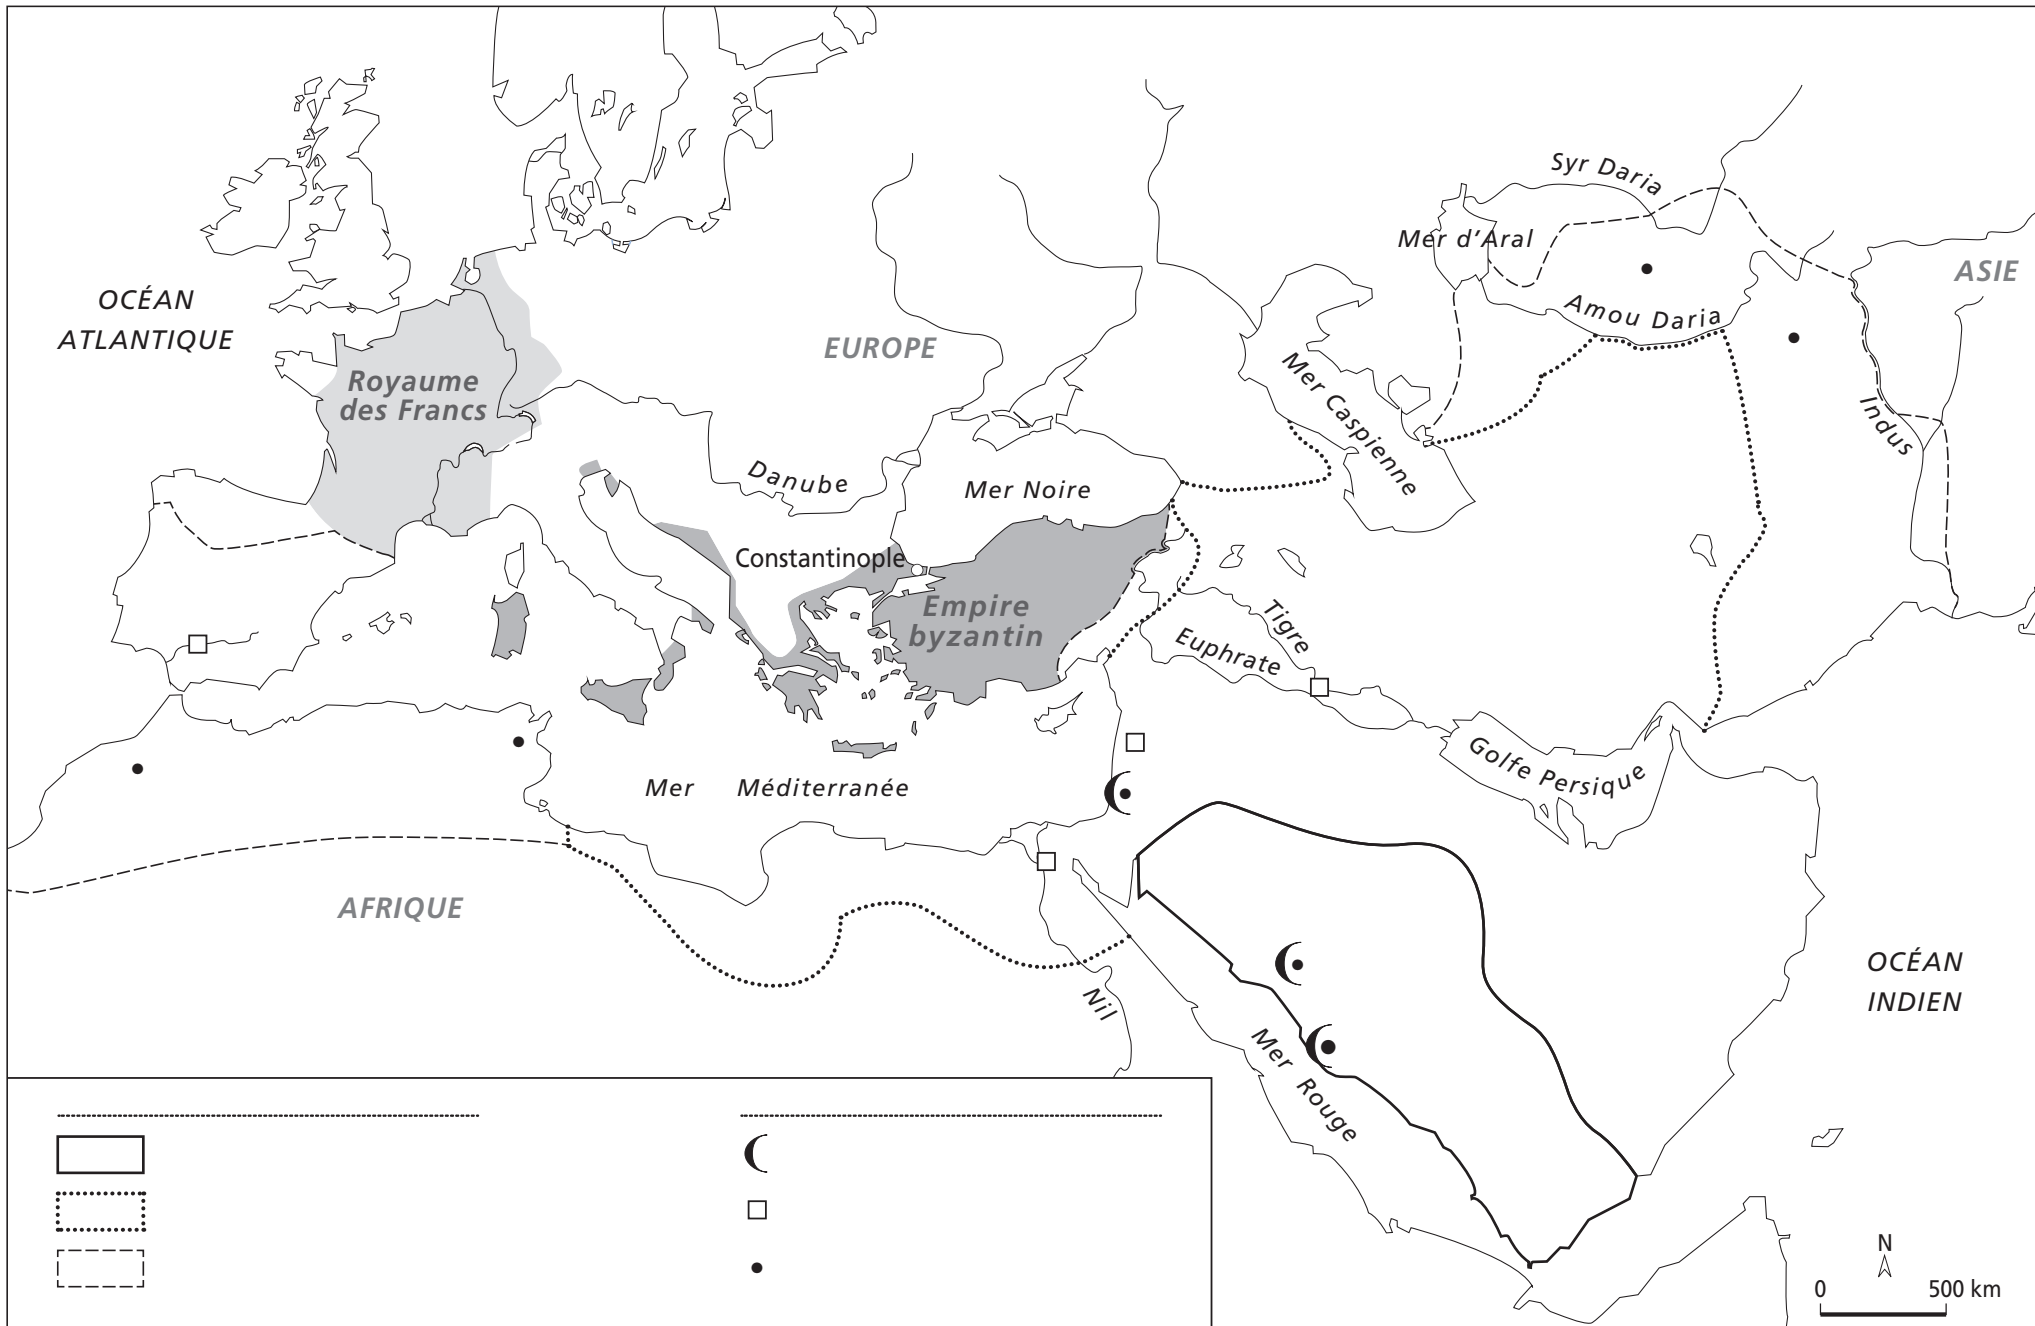 Syr Daria
Mer d'Aral
ASIE
OCÉAN
ATLANTIQUE
Amou Daria
EUROPE
Royaume
des Francs
Mer Caspienne
Indus
Danube
Mer Noire
Constantinople
Empire
byzantin
Tigre
Euphrate
Golfe Persique
Mer Méditerranée
AFRIQUE
OCÉAN
INDIEN
Nil
Mer Rouge
N
0 500 km